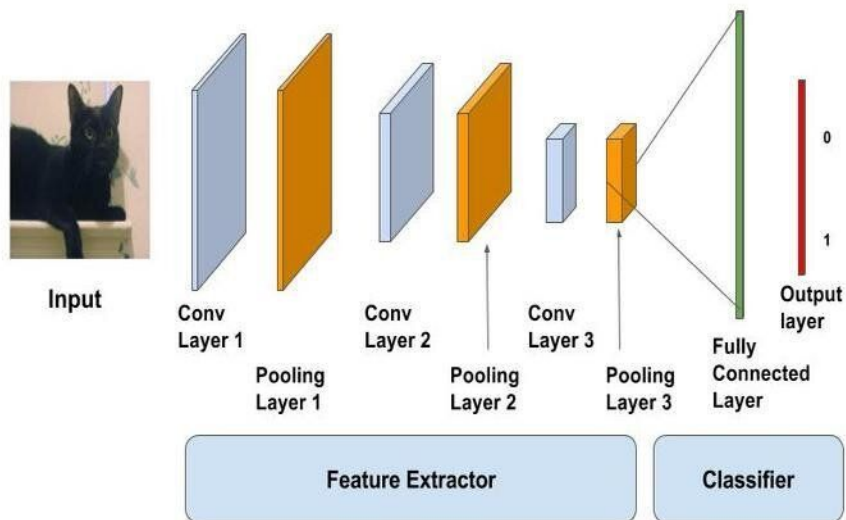 Input
Conv
Layer 1
Pooling
Layer 1
Conv
Layer 2
Pooling
Layer 2
Conv
Layer 3
Pooling
Layer 3
Fully
Connected
Layer
0
1
Output
layer
Feature Extractor
Classifier